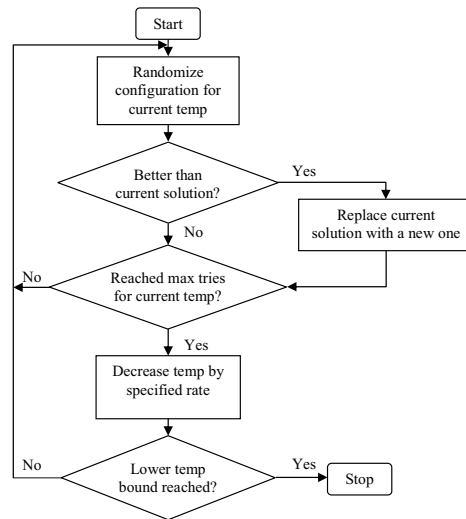 Start
Randomize
configuration for
current temp
Better than
current solution?
Yes
Replace current
solution with a new one
No
Reached max tries
for current temp?
No
Yes
Decrease temp by
specified rate
Lower temp
bound reached?
No
Yes
Stop